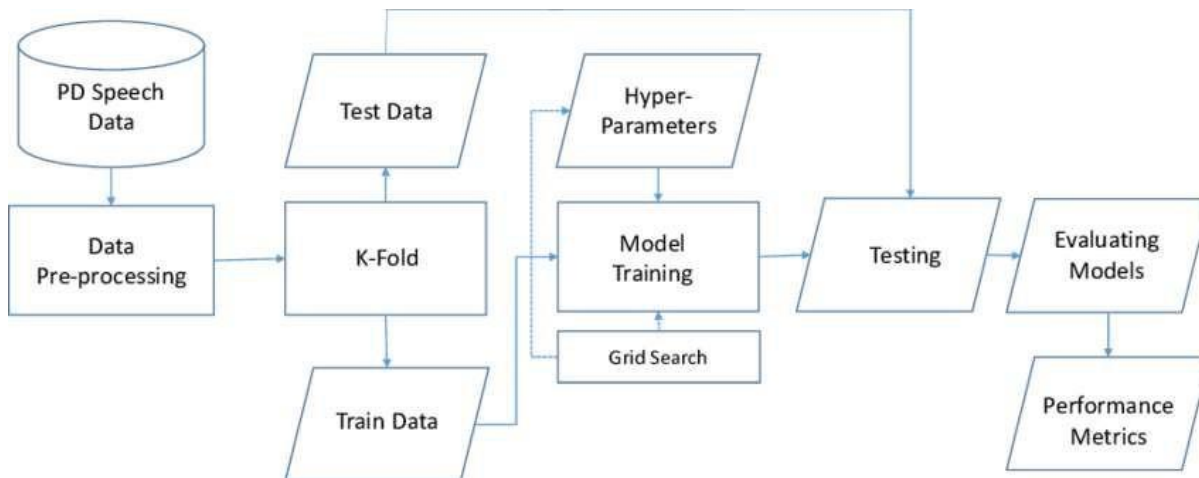 PD Speech
Data
Data
Pre-processing
Test Data
K-Fold
Train Data
Hyper-
Parameters
Model
Training
Grid Search
Testing
Evaluating
Models
Performance
Metrics